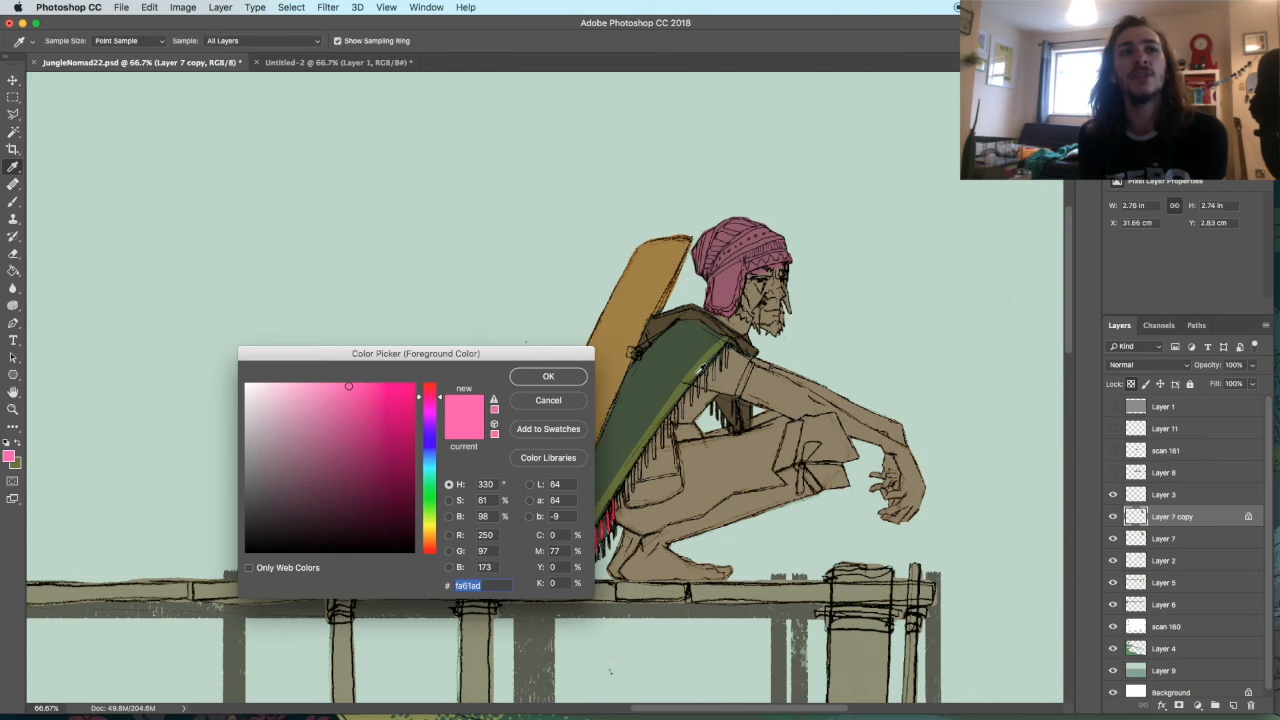 Photoshop CC File Edit Image Layer Type Select Filter 3D View Window Help
Adobe Photoshop CC 2018
Sample Size: Point Sample Sample: All Layers Show Sampling Ring
JungleNomad22.psd @ 66.7% (Layer 7 copy, RGB/8) * Untitled-2 @ 66.7% (Layer 1, RGB/8#) *
Pixel Layer Properties
W: 2.76 in H: 2.74 in
X: 31.66 cm Y: 2.83 cm
Layers Channels Paths
Kind
Normal Opacity: 100%
Lock: Fill: 100%
Layer 1
Layer 11
scan 161
Layer 8
Layer 3
Layer 7 copy
Layer 7
Layer 2
Layer 5
Layer 6
scan 160
Layer 4
Layer 9
Background
Color Picker (Foreground Color)
new
current
OK
Cancel
Add to Swatches
Color Libraries
H: 330 ° L: 64
S: 61 % a: 64
B: 98 % b: -9
R: 250 C: 0 %
G: 97 M: 77 %
B: 173 Y: 0 %
# fa61ad K: 0 %
Only Web Colors
66.67% Doc: 49.8M/204.6M